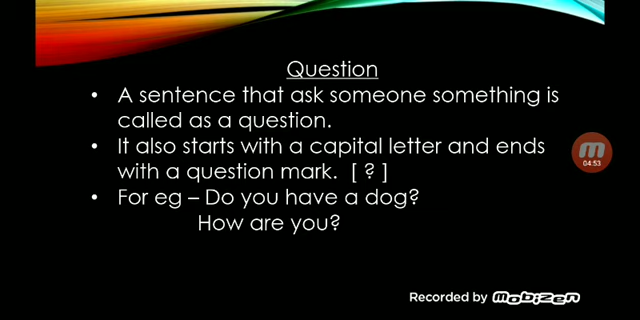 Question
• A sentence that ask someone something is
called as a question.
• It also starts with a capital letter and ends
with a question mark. [ ? ]
• For eg – Do you have a dog?
How are you?
04:53
Recorded by mobizen